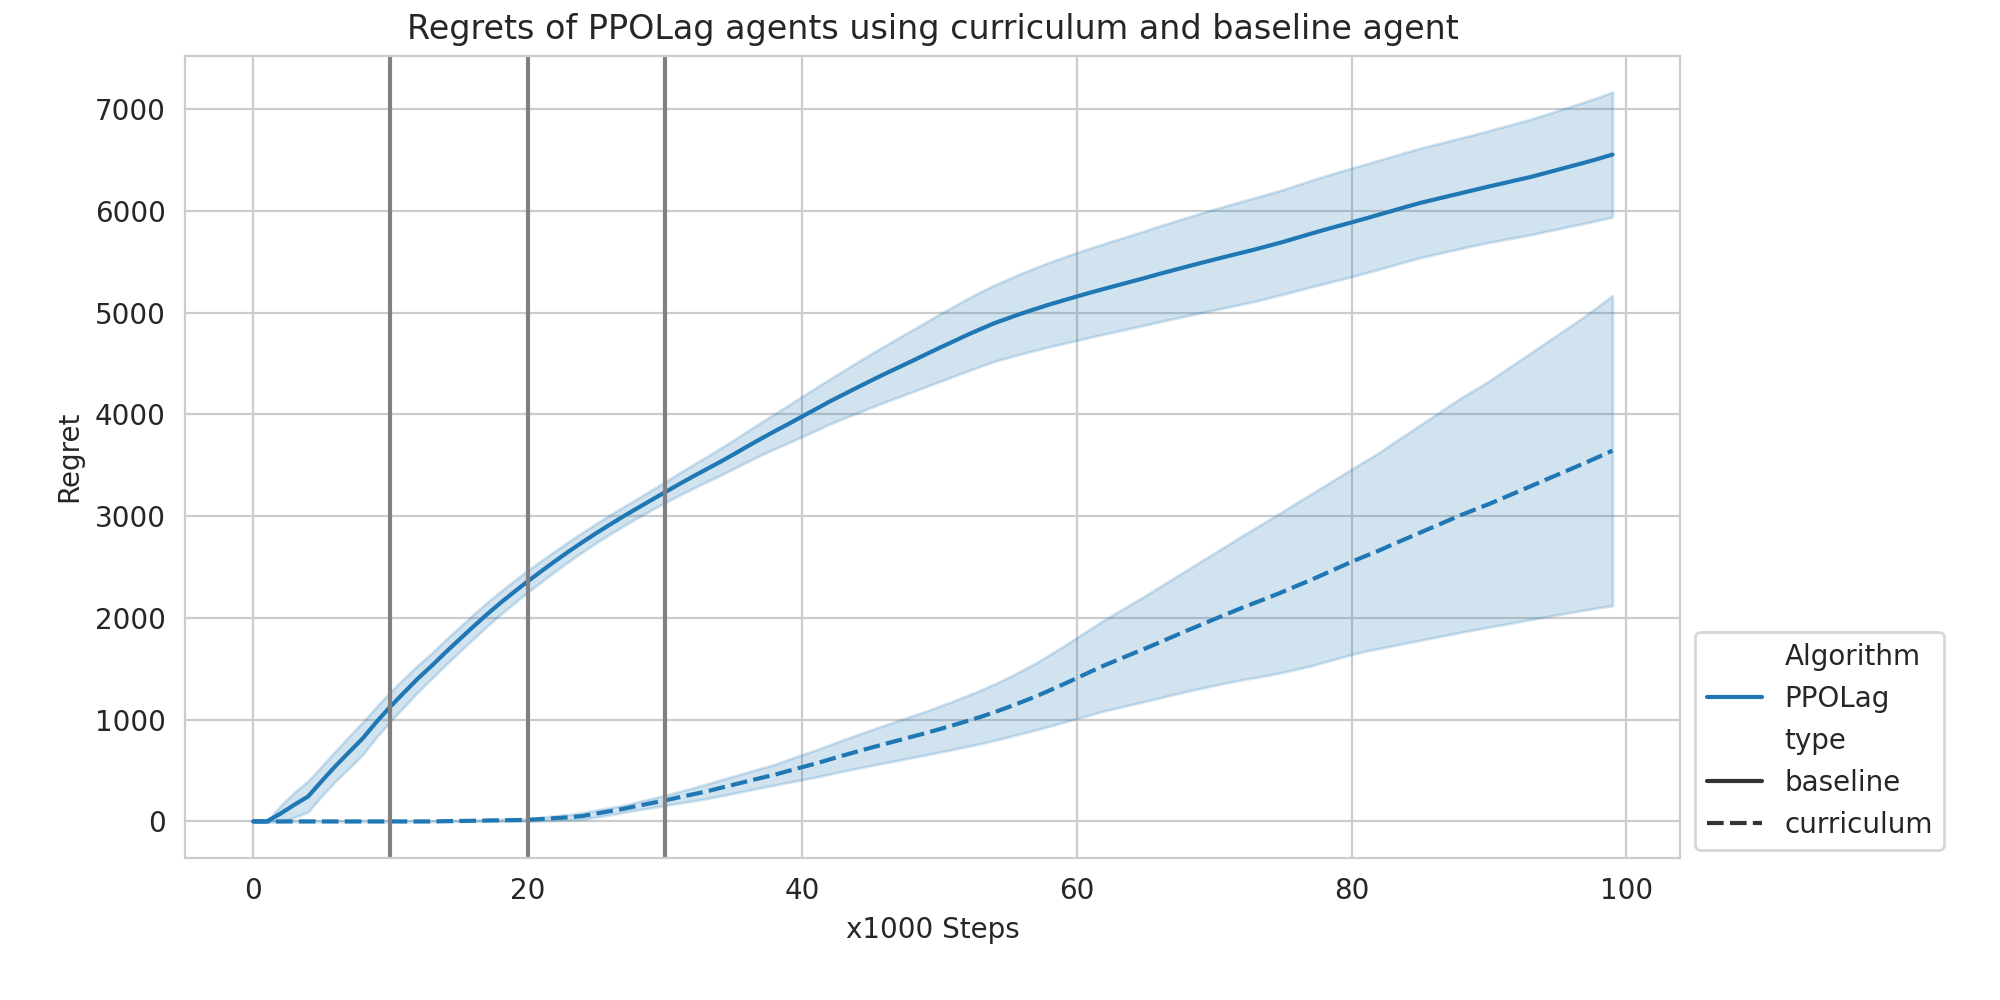 Regrets of PPOLag agents using curriculum and baseline agent
7000
6000
5000
4000
3000
2000
1000
0
Regret
0 20 40 60 80 100
x1000 Steps
Algorithm
PPOLag
type
baseline
curriculum